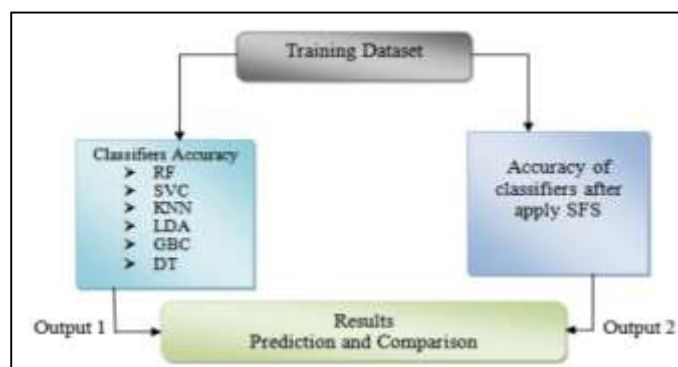 Training Dataset
Classifiers Accuracy
➤ RF
➤ SVC
➤ KNN
➤ LDA
➤ GBC
➤ DT
Accuracy of
classifiers after
apply SFS
Output 1
Results
Prediction and Comparison
Output 2